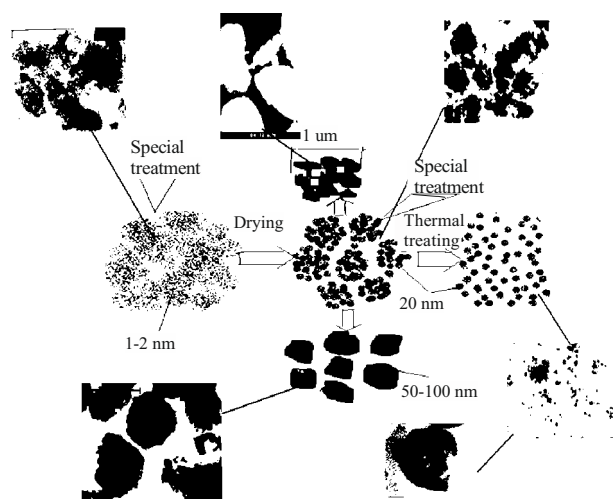 1 um
Special
treatment
Special
treatment
Drying
Thermal
treating
20 nm
1-2 nm
50-100 nm